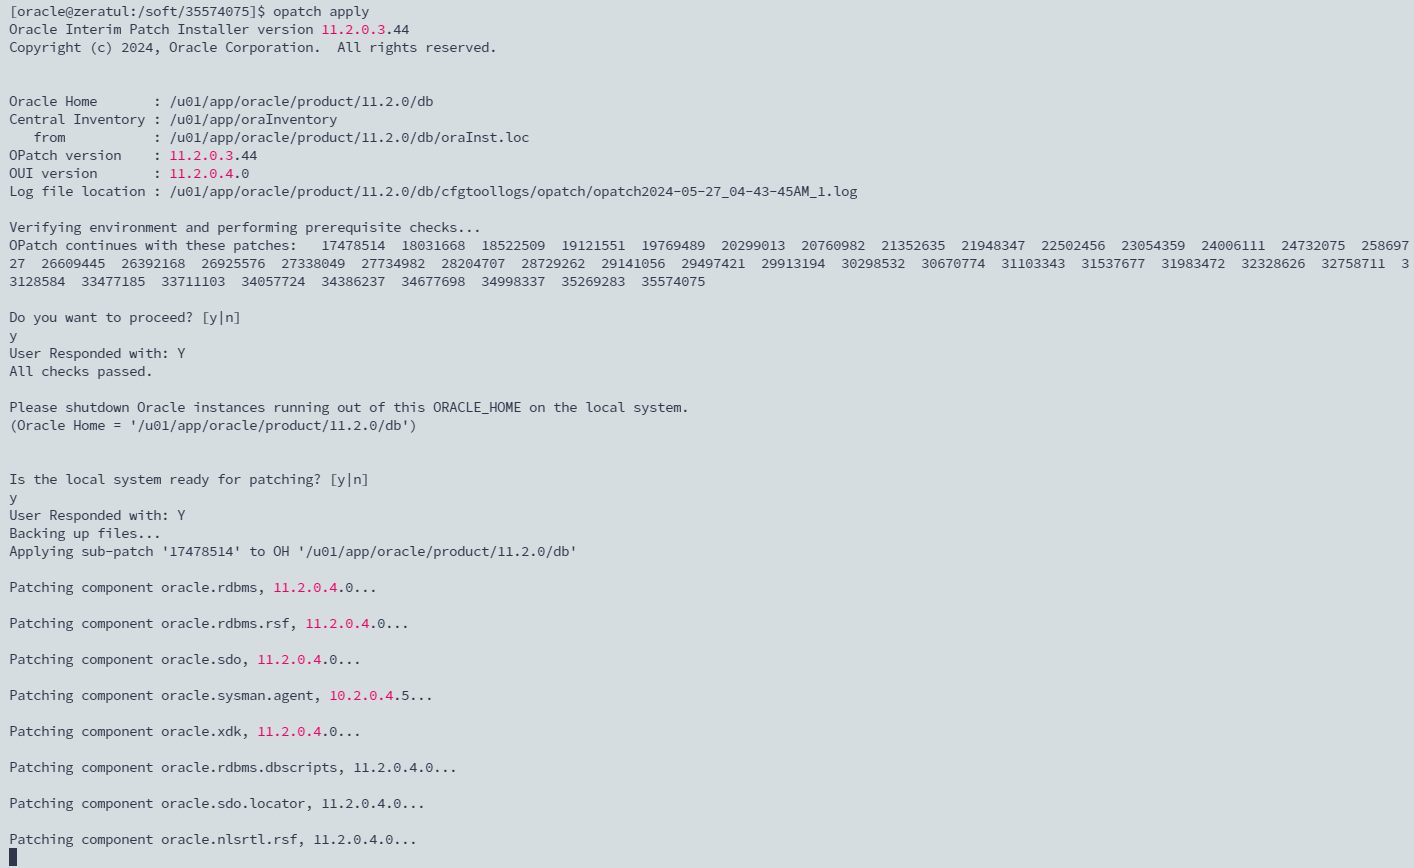 [oracle@zeratul:/soft/35574075]$ opatch apply
Oracle Interim Patch Installer version 11.2.0.3.44
Copyright (c) 2024, Oracle Corporation.  All rights reserved.
Oracle Home       : /u01/app/oracle/product/11.2.0/db
Central Inventory : /u01/app/oraInventory
   from           : /u01/app/oracle/product/11.2.0/db/oraInst.loc
OPatch version    : 11.2.0.3.44
OUI version       : 11.2.0.4.0
Log file location : /u01/app/oracle/product/11.2.0/db/cfgtoollogs/opatch/opatch2024-05-27_04-43-45AM_1.log
Verifying environment and performing prerequisite checks...
OPatch continues with these patches:   17478514  18031668  18522509  19121551  19769489  20299013  20760982  21352635  21948347  22502456  23054359  24006111  24732075  258697
27  26609445  26392168  26925576  27338049  27734982  28204707  28729262  29141056  29497421  29913194  30298532  30670774  31103343  31537677  31983472  32328626  32758711  3
3128584  33477185  33711103  34057724  34386237  34677698  34998337  35269283  35574075
Do you want to proceed? [y|n]
y
User Responded with: Y
All checks passed.
Please shutdown Oracle instances running out of this ORACLE_HOME on the local system.
(Oracle Home = '/u01/app/oracle/product/11.2.0/db')
Is the local system ready for patching? [y|n]
y
User Responded with: Y
Backing up files...
Applying sub-patch '17478514' to OH '/u01/app/oracle/product/11.2.0/db'
Patching component oracle.rdbms, 11.2.0.4.0...
Patching component oracle.rdbms.rsf, 11.2.0.4.0...
Patching component oracle.sdo, 11.2.0.4.0...
Patching component oracle.sysman.agent, 10.2.0.4.5...
Patching component oracle.xdk, 11.2.0.4.0...
Patching component oracle.rdbms.dbscripts, 11.2.0.4.0...
Patching component oracle.sdo.locator, 11.2.0.4.0...
Patching component oracle.nlsrtl.rsf, 11.2.0.4.0...